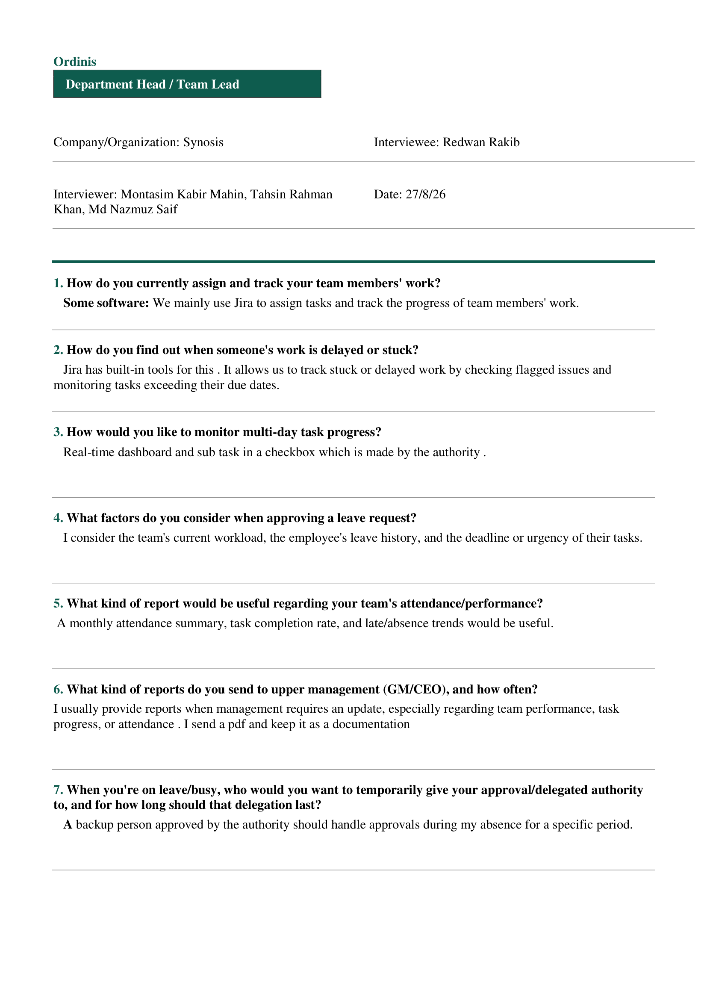 Ordinis
Department Head / Team Lead
Company/Organization: Synosis
Interviewee: Redwan Rakib
Interviewer: Montasim Kabir Mahin, Tahsin Rahman
Khan, Md Nazmuz Saif
Date: 27/8/26
1. How do you currently assign and track your team members' work?
Some software: We mainly use Jira to assign tasks and track the progress of team members' work.
2. How do you find out when someone's work is delayed or stuck?
Jira has built-in tools for this . It allows us to track stuck or delayed work by checking flagged issues and
monitoring tasks exceeding their due dates.
3. How would you like to monitor multi-day task progress?
Real-time dashboard and sub task in a checkbox which is made by the authority .
4. What factors do you consider when approving a leave request?
I consider the team's current workload, the employee's leave history, and the deadline or urgency of their tasks.
5. What kind of report would be useful regarding your team's attendance/performance?
A monthly attendance summary, task completion rate, and late/absence trends would be useful.
6. What kind of reports do you send to upper management (GM/CEO), and how often?
I usually provide reports when management requires an update, especially regarding team performance, task
progress, or attendance . I send a pdf and keep it as a documentation
7. When you're on leave/busy, who would you want to temporarily give your approval/delegated authority
to, and for how long should that delegation last?
A backup person approved by the authority should handle approvals during my absence for a specific period.